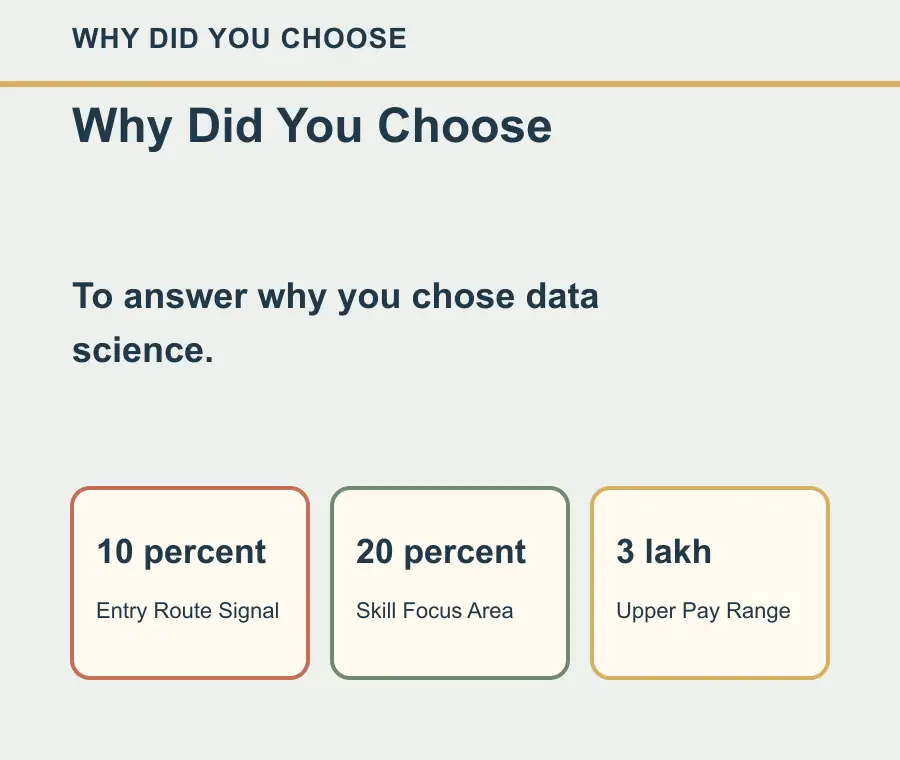 WHY DID YOU CHOOSE
Why Did You Choose
To answer why you chose data
science.
10 percent
Entry Route Signal
20 percent
Skill Focus Area
3 lakh
Upper Pay Range